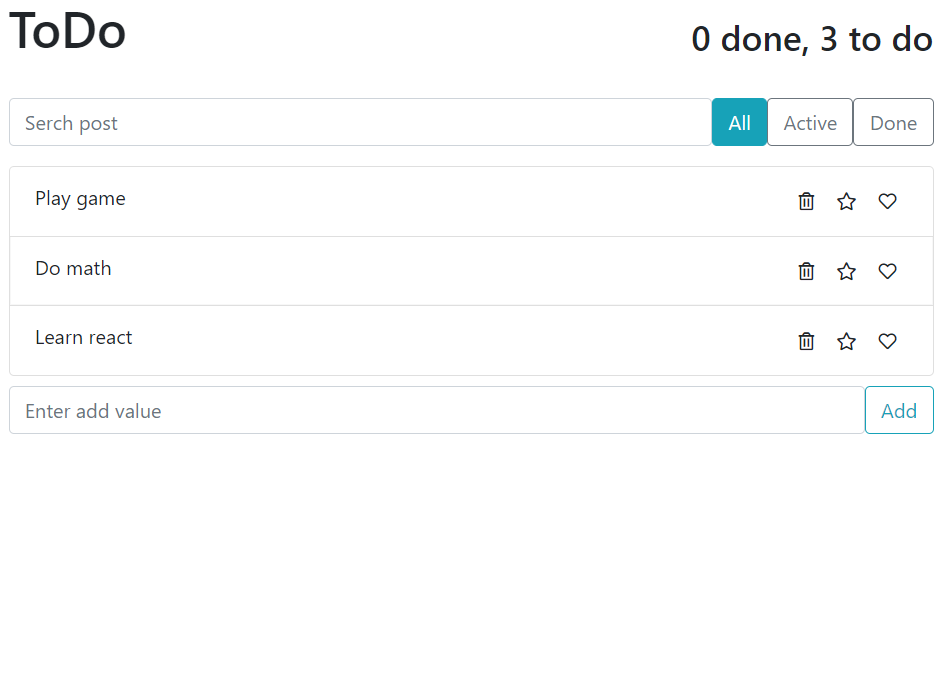 ToDo
0 done, 3 to do
Serch post
All
Active
Done
Play game
Do math
Learn react
Enter add value
Add